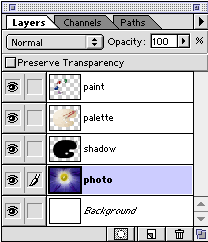 Layers Channels Paths
Normal Opacity: 100 %
Preserve Transparency
paint
palette
shadow
photo
Background